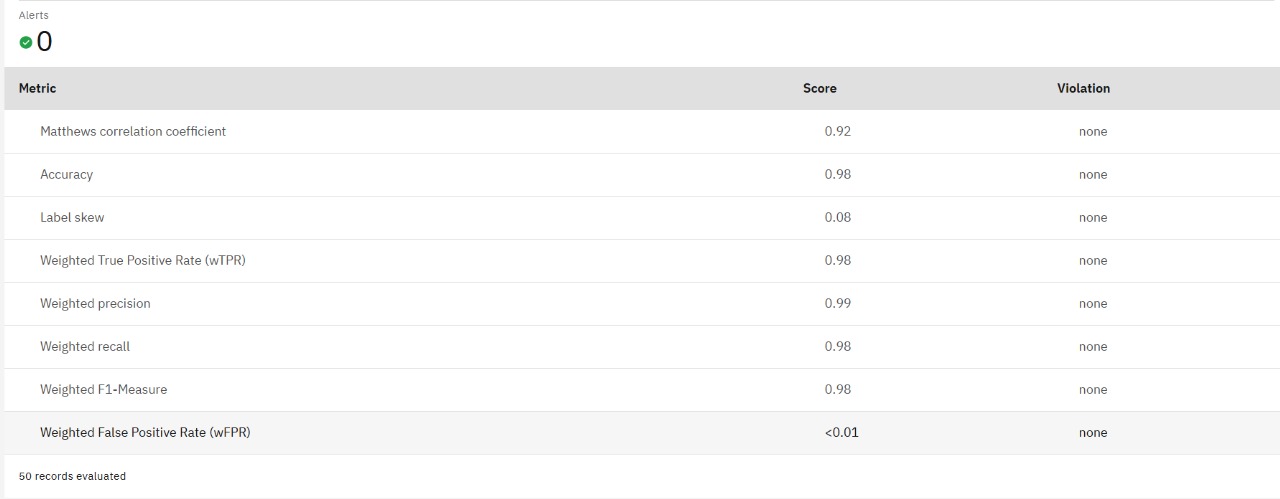 Alerts
0
Metric Score Violation
Matthews correlation coefficient 0.92 none
Accuracy 0.98 none
Label skew 0.08 none
Weighted True Positive Rate (wTPR) 0.98 none
Weighted precision 0.99 none
Weighted recall 0.98 none
Weighted F1-Measure 0.98 none
Weighted False Positive Rate (wFPR) <0.01 none
50 records evaluated